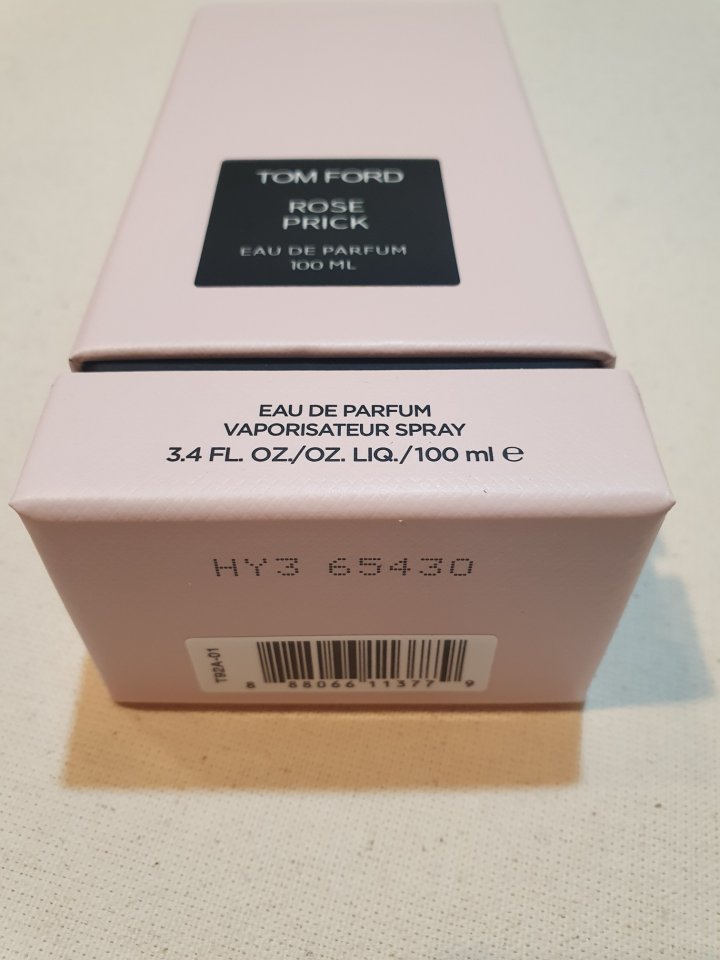 TOM FORD
ROSE
PRICK
EAU DE PARFUM
100 ML
EAU DE PARFUM
VAPORISATEUR SPRAY
3.4 FL. OZ./OZ. LIQ./100 ml ℮
HY3 65430
T92A-01
8 88066 11377 9